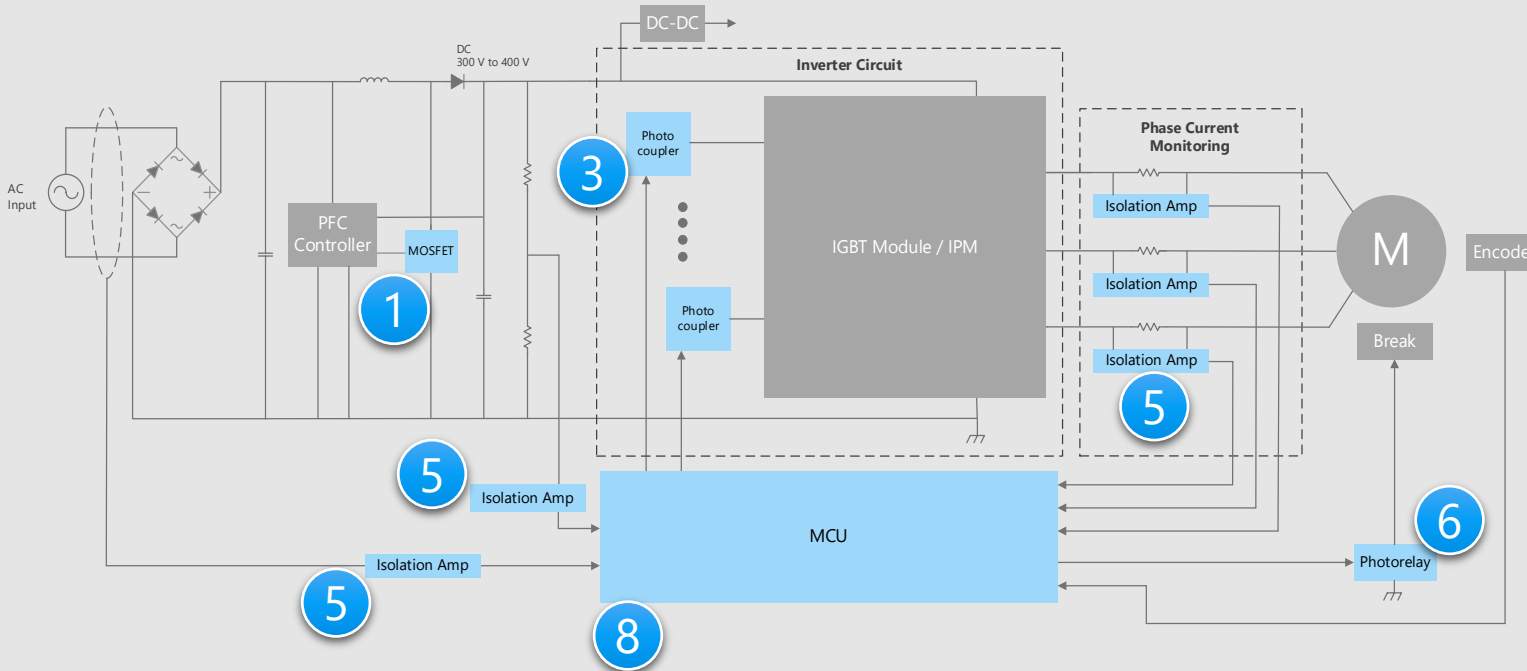 DC-DC
DC
300 V to 400 V
Inverter Circuit
Photo
coupler
3
Phase Current
Monitoring
AC
Input
PFC
Controller
MOSFET
1
IGBT Module / IPM
Isolation Amp
Isolation Amp
Isolation Amp
5
M
Encode
Photo
coupler
Break
5
Isolation Amp
MCU
6
Photorelay
Isolation Amp
5
8